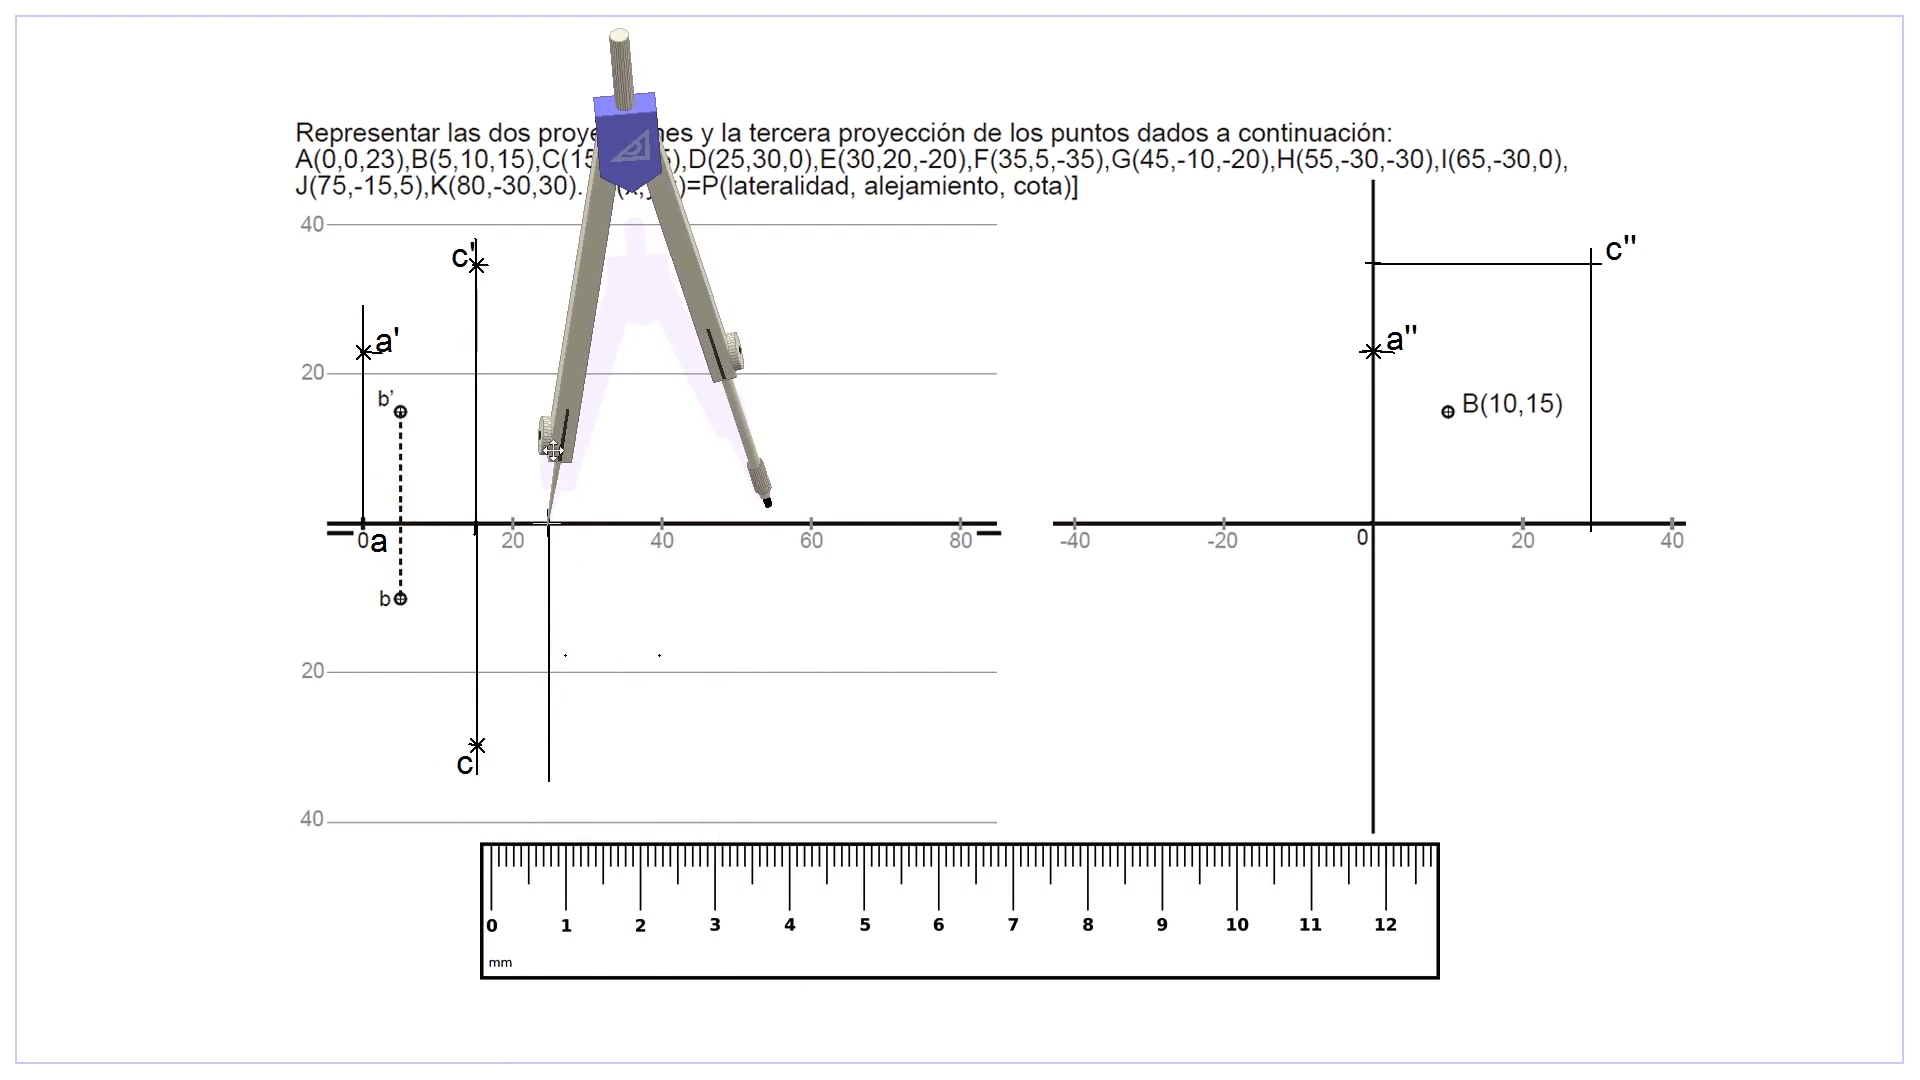 Representar las dos proye nes y la tercera proyección de los puntos dados a continuación:
A(0,0,23),B(5,10,15),C(15 5),D(25,30,0),E(30,20,-20),F(35,5,-35),G(45,-10,-20),H(55,-30,-30),I(65,-30,0),
J(75,-15,5),K(80,-30,30). )=P(lateralidad, alejamiento, cota)]
40
c'
c"
a'
a"
20
b'
B(10,15)
0 a 20 40 60 80
-40 -20 0 20 40
b
20
c
40
0 1 2 3 4 5 6 7 8 9 10 11 12
mm